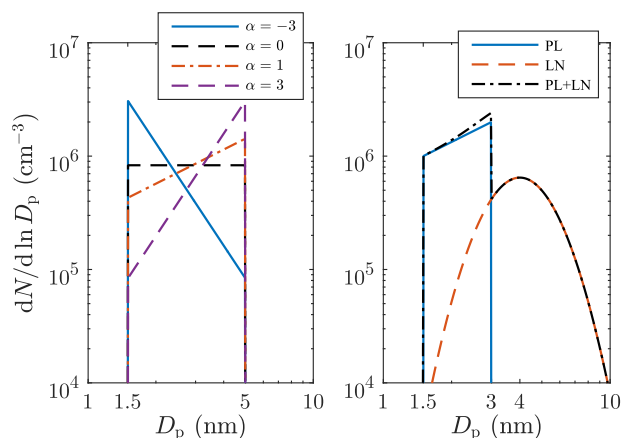 dN/d ln D_p (cm^−3)
10^7
10^6
10^5
10^4
1
1.5
5
10
D_p (nm)
α = −3
α = 0
α = 1
α = 3
10^7
10^6
10^5
10^4
1
1.5
3
4
10
D_p (nm)
PL
LN
PL+LN